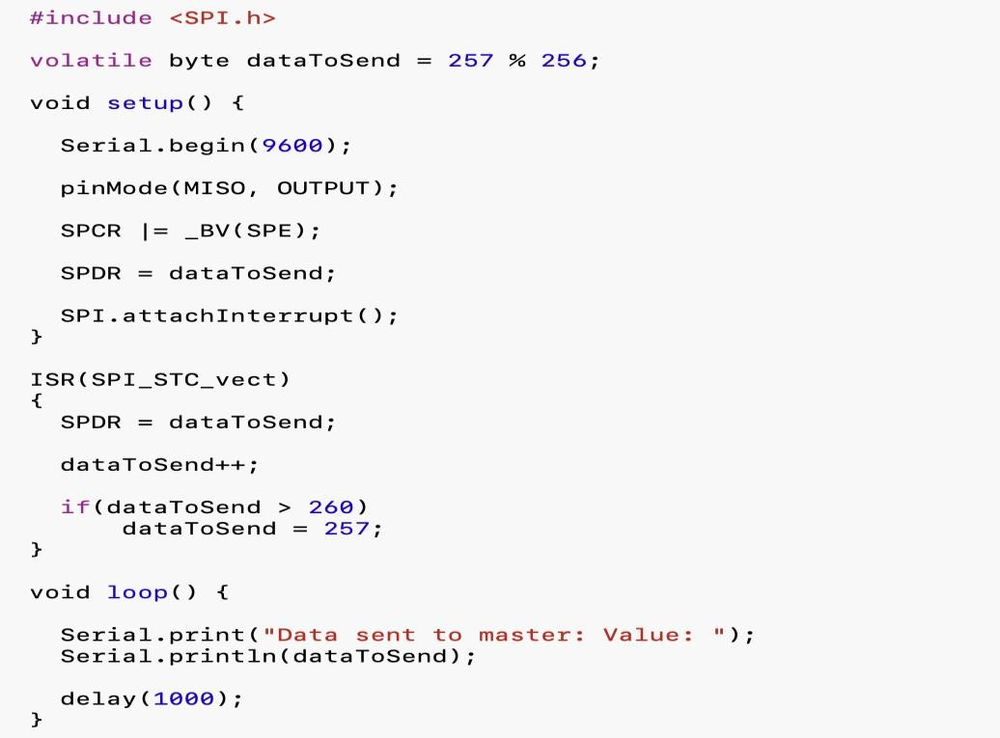 #include <SPI.h>
volatile byte dataToSend = 257 % 256;
void setup() {
Serial.begin(9600);
pinMode(MISO, OUTPUT);
SPCR |= _BV(SPE);
SPDR = dataToSend;
SPI.attachInterrupt();
}
ISR(SPI_STC_vect)
{
SPDR = dataToSend;
dataToSend++;
if(dataToSend > 260)
dataToSend = 257;
}
void loop() {
Serial.print("Data sent to master: Value: ");
Serial.println(dataToSend);
delay(1000);
}